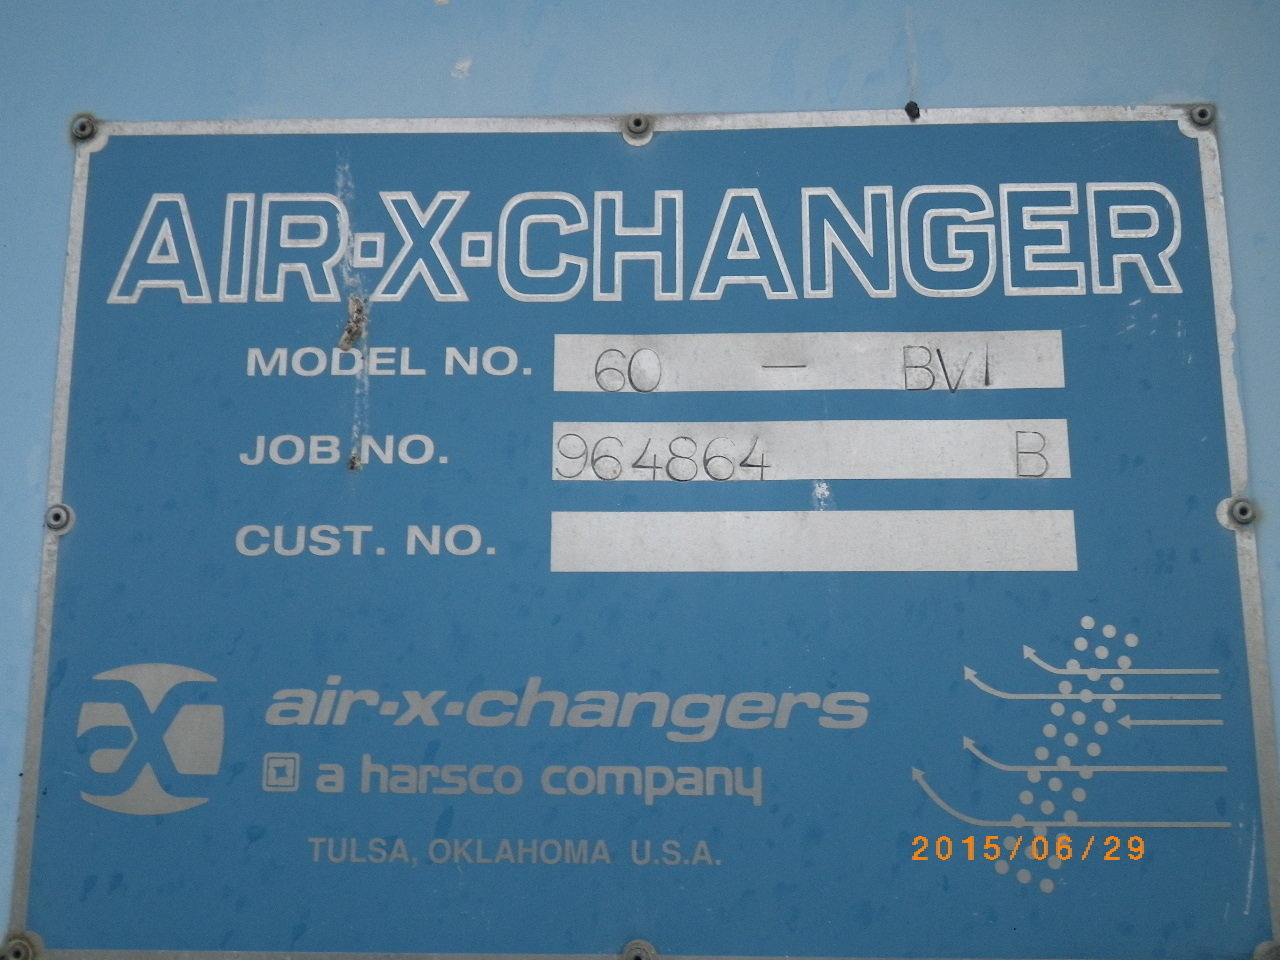 AIR-X-CHANGER
MODEL NO. 60 — BVI
JOB NO. 964864 B
CUST. NO.
air-x-changers
a harsco company
TULSA, OKLAHOMA U.S.A.
2015/06/29